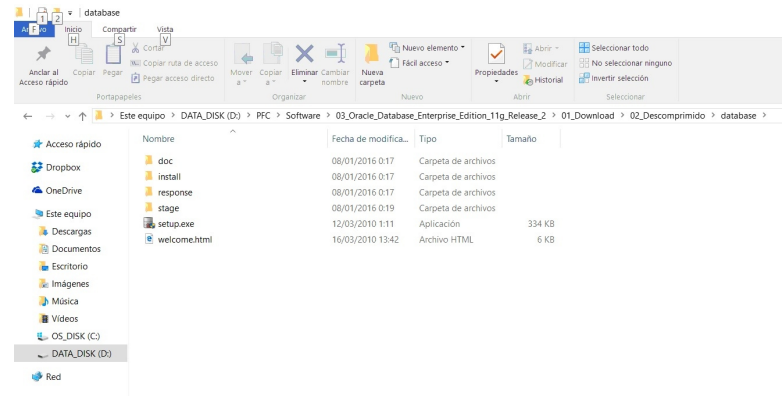 1 2 database
Ar F vo Inicio Compartir Vista
H S V
Anclar al
Acceso rápido
Copiar
Pegar
Cortar
Copiar ruta de acceso
Pegar acceso directo
Portapapeles
Mover
a
Copiar
a
Eliminar
Cambiar
nombre
Organizar
Nueva
carpeta
Nuevo elemento
Fácil acceso
Nuevo
Propiedades
Abrir
Modificar
Historial
Abrir
Seleccionar todo
No seleccionar ninguno
Invertir selección
Seleccionar
Este equipo > DATA_DISK (D:) > PFC > Software > 03_Oracle_Database_Enterprise_Edition_11g_Release_2 > 01_Download > 02_Descomprimido > database >
Nombre Fecha de modifica... Tipo Tamaño
doc 08/01/2016 0:17 Carpeta de archivos
install 08/01/2016 0:17 Carpeta de archivos
response 08/01/2016 0:17 Carpeta de archivos
stage 08/01/2016 0:19 Carpeta de archivos
setup.exe 12/03/2010 1:11 Aplicación 334 KB
welcome.html 16/03/2010 13:42 Archivo HTML 6 KB
Acceso rápido
Dropbox
OneDrive
Este equipo
Descargas
Documentos
Escritorio
Imágenes
Música
Vídeos
OS_DISK (C:)
DATA_DISK (D:)
Red